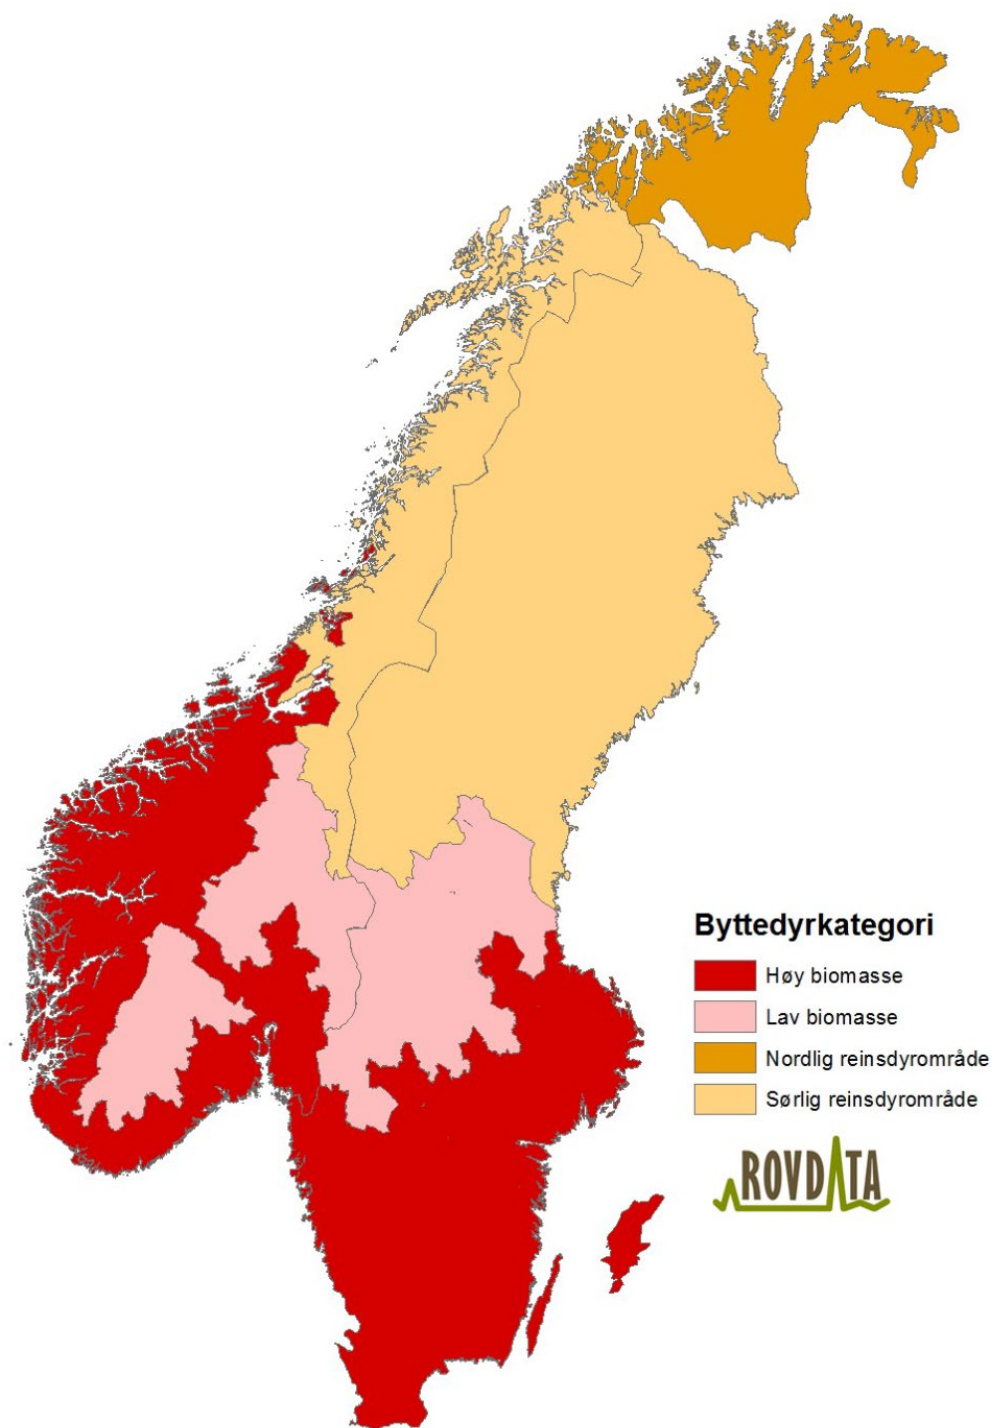 Byttedyrkategori
Høy biomasse
Lav biomasse
Nordlig reinsdyrområde
Sørlig reinsdyrområde
ROVDATA